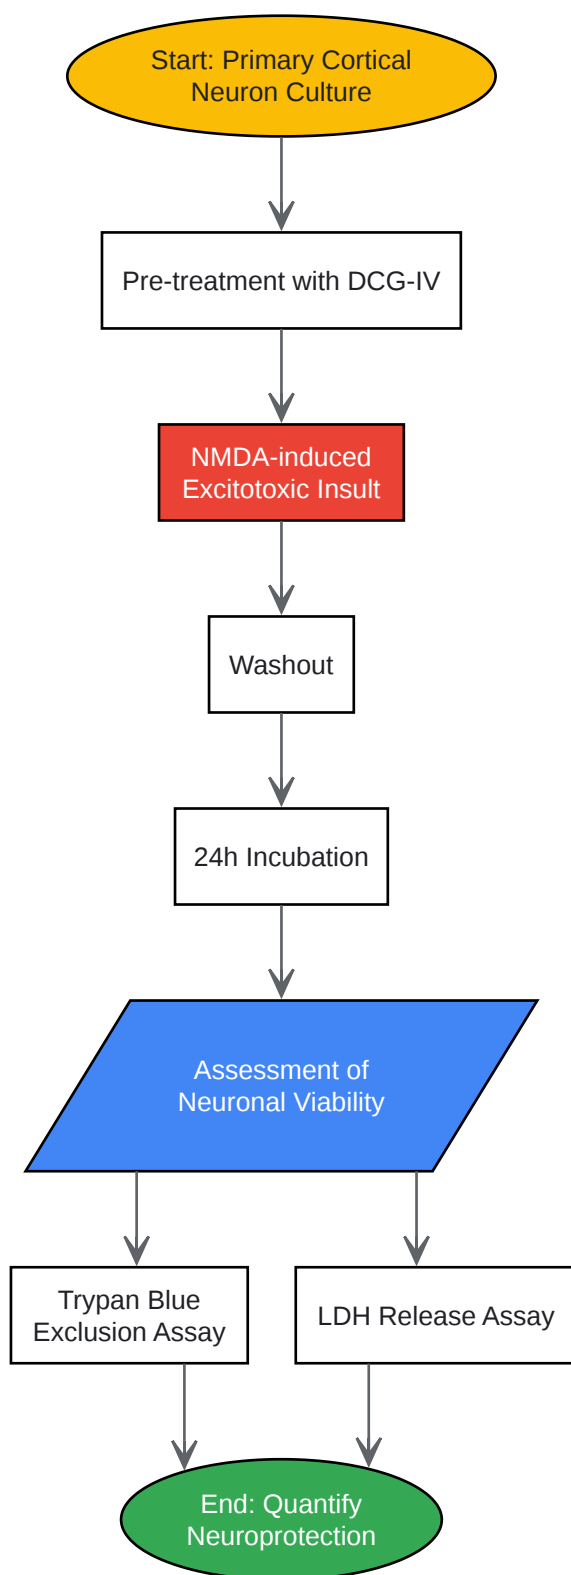 Start: Primary Cortical
Neuron Culture
Pre-treatment with DCG-IV
NMDA-induced
Excitotoxic Insult
Washout
24h Incubation
Assessment of
Neuronal Viability
Trypan Blue
Exclusion Assay
LDH Release Assay
End: Quantify
Neuroprotection